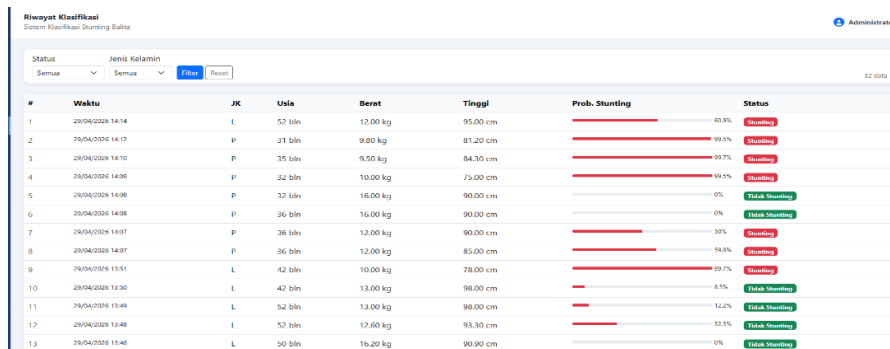 Riwayat Klasifikasi
Sistem Klasifikasi Stunting Balita
Administrato
Status Jenis Kelamin
Semua Semua Filter Reset
52 data
# Waktu JK Usia Berat Tinggi Prob. Stunting Status
1 29/04/2026 14:14 L 52 bln 12.00 kg 95.00 cm 60.9% Stunting
2 29/04/2026 14:12 P 31 bln 9.80 kg 81.20 cm 99.5% Stunting
3 29/04/2026 14:10 P 35 bln 9.50 kg 84.30 cm 99.7% Stunting
4 29/04/2026 14:09 P 32 bln 10.00 kg 75.00 cm 99.5% Stunting
5 29/04/2026 14:08 P 32 bln 16.00 kg 90.00 cm 0% Tidak Stunting
6 29/04/2026 14:08 P 36 bln 16.00 kg 90.00 cm 0% Tidak Stunting
7 29/04/2026 14:07 P 36 bln 12.00 kg 90.00 cm 50% Stunting
8 29/04/2026 14:07 P 36 bln 12.00 kg 85.00 cm 59.8% Stunting
9 29/04/2026 13:51 L 42 bln 10.00 kg 78.00 cm 99.7% Stunting
10 29/04/2026 13:50 L 42 bln 13.00 kg 98.00 cm 8.5% Tidak Stunting
11 29/04/2026 13:49 L 52 bln 13.00 kg 98.00 cm 12.2% Tidak Stunting
12 29/04/2026 13:48 L 52 bln 12.60 kg 93.30 cm 32.3% Tidak Stunting
13 29/04/2026 13:46 L 50 bln 16.20 kg 90.90 cm 0% Tidak Stunting